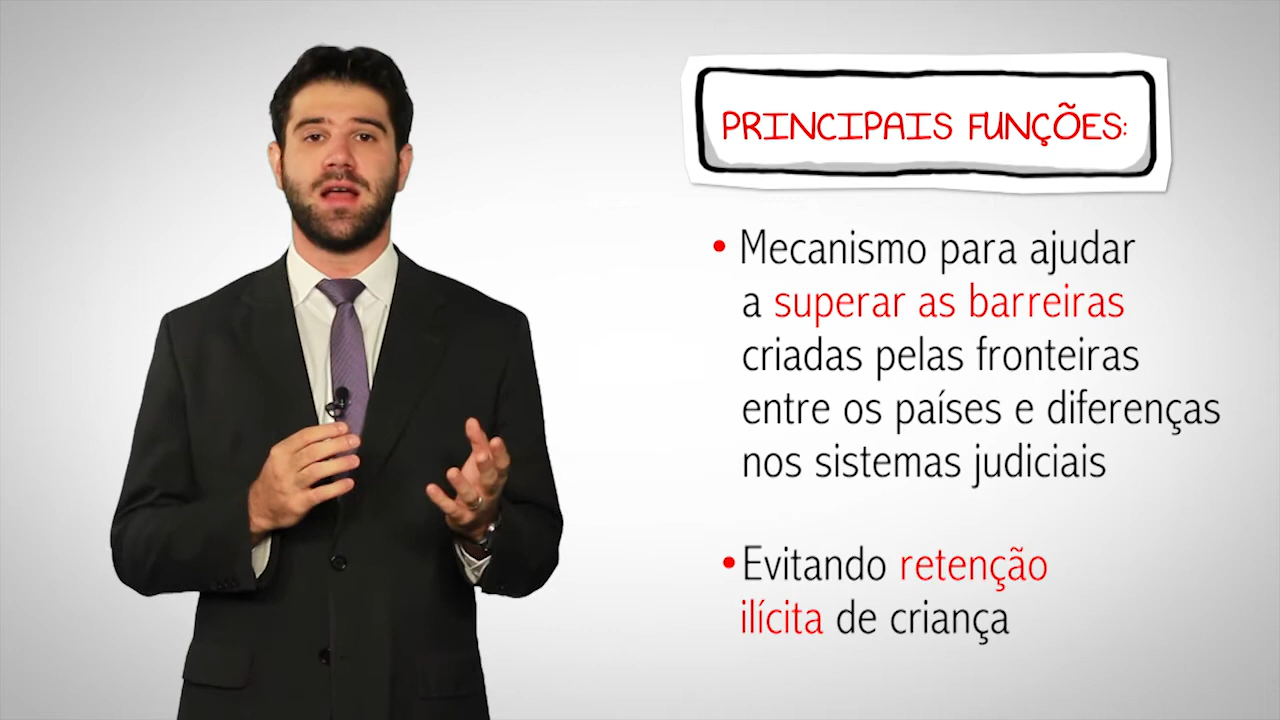 PRINCIPAIS FUNÇÕES:
• Mecanismo para ajudar
a superar as barreiras
criadas pelas fronteiras
entre os países e diferenças
nos sistemas judiciais
• Evitando retenção
ilícita de criança